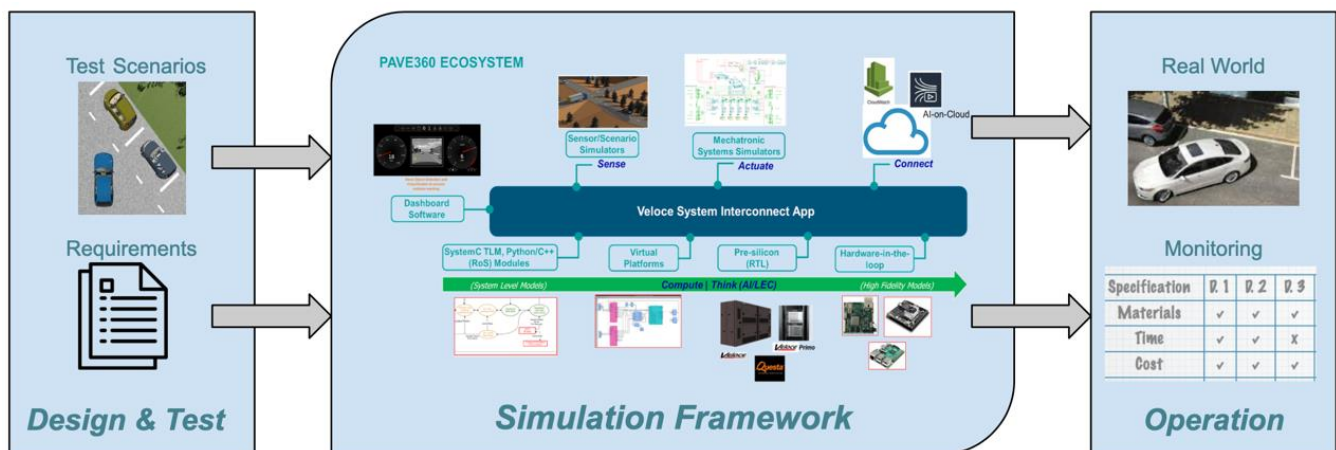 Test Scenarios
Requirements
Design & Test
PAVE360 ECOSYSTEM
Sensor/Scenario
Simulators
Sense
Mechatronic
Systems Simulators
Actuate
CloudMatch
AI-on-Cloud
Connect
Dashboard
Software
Veloce System Interconnect App
SystemC TLM, Python/C++
(RoS) Modules
Virtual
Platforms
Pre-silicon
(RTL)
Hardware-in-the-
loop
(System Level Models)
Compute | Think (AI/LEC)
(High Fidelity Models)
Veloce
Veloce Primo
Questa
Simulation Framework
Real World
Monitoring
Specification D. 1 D. 2 D. 3
Materials ✓ ✓ ✓
Time ✓ ✓ x
Cost ✓ ✓ ✓
Operation